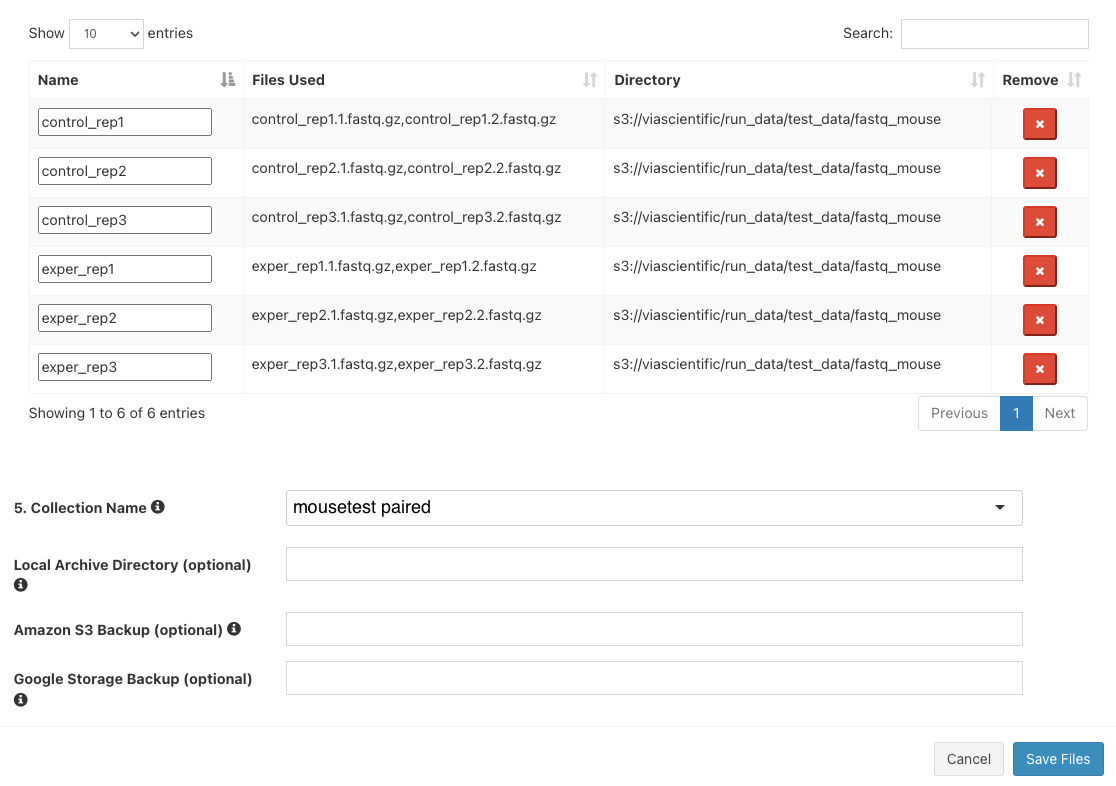 Show 10 entries Search:
Name Files Used Directory Remove
control_rep1 control_rep1.1.fastq.gz,control_rep1.2.fastq.gz s3://viascientific/run_data/test_data/fastq_mouse
control_rep2 control_rep2.1.fastq.gz,control_rep2.2.fastq.gz s3://viascientific/run_data/test_data/fastq_mouse
control_rep3 control_rep3.1.fastq.gz,control_rep3.2.fastq.gz s3://viascientific/run_data/test_data/fastq_mouse
exper_rep1 exper_rep1.1.fastq.gz,exper_rep1.2.fastq.gz s3://viascientific/run_data/test_data/fastq_mouse
exper_rep2 exper_rep2.1.fastq.gz,exper_rep2.2.fastq.gz s3://viascientific/run_data/test_data/fastq_mouse
exper_rep3 exper_rep3.1.fastq.gz,exper_rep3.2.fastq.gz s3://viascientific/run_data/test_data/fastq_mouse
Showing 1 to 6 of 6 entries Previous 1 Next
5. Collection Name mousetest paired
Local Archive Directory (optional)
Amazon S3 Backup (optional)
Google Storage Backup (optional)
Cancel Save Files